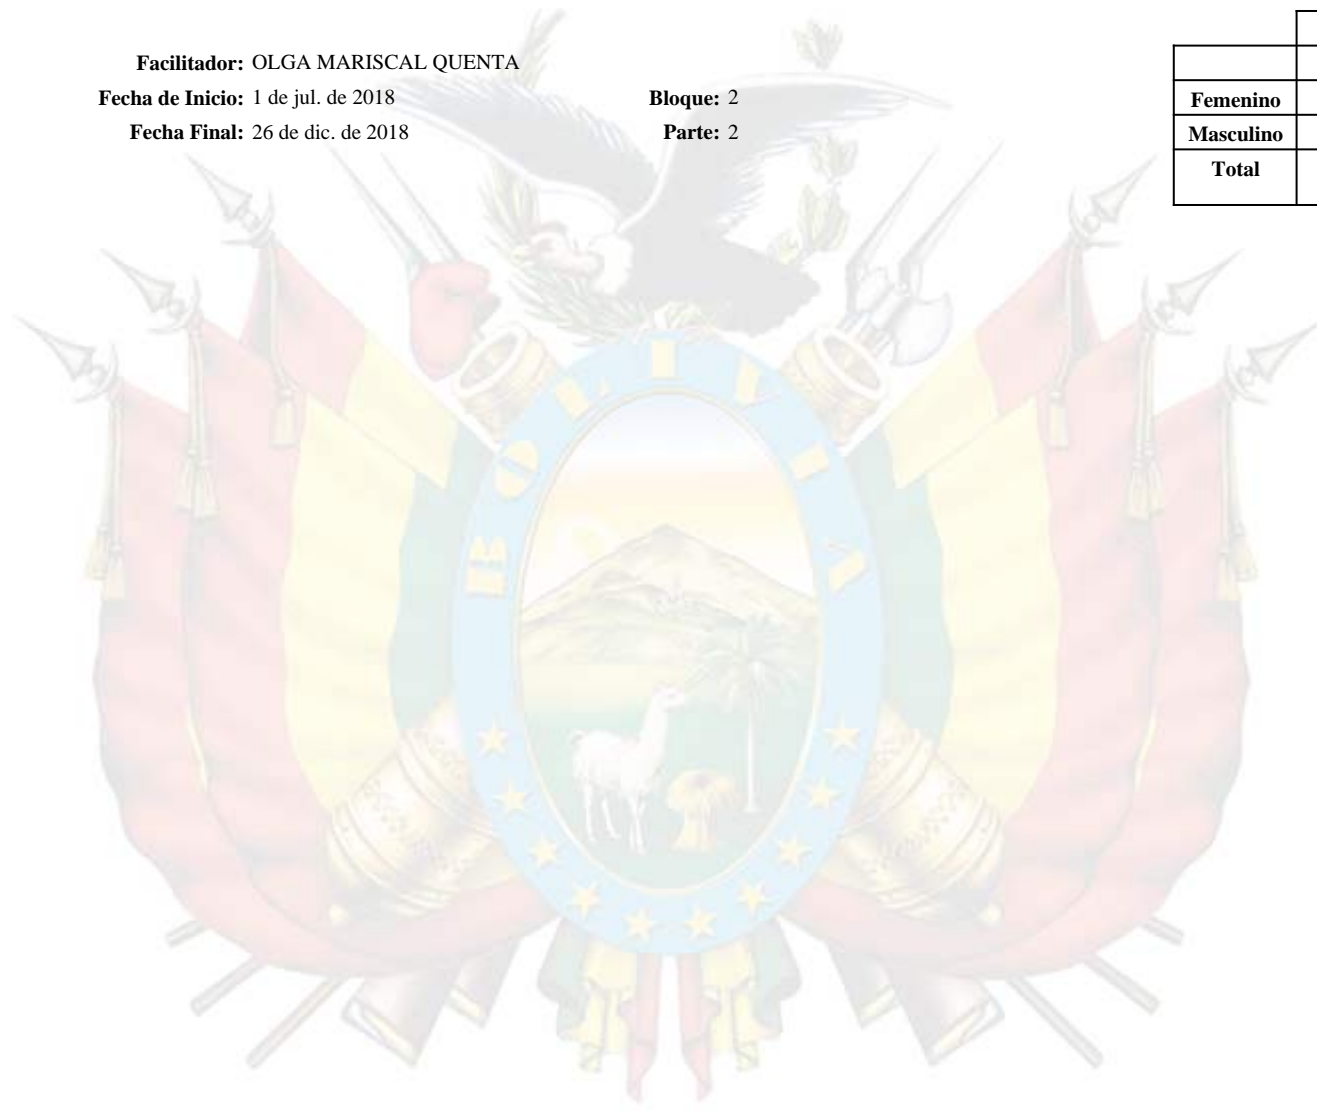 Facilitador: OLGA MARISCAL QUENTA
Fecha de Inicio: 1 de jul. de 2018 Bloque: 2
Fecha Final: 26 de dic. de 2018 Parte: 2
Femenino
Masculino
Total
BOLIVIA